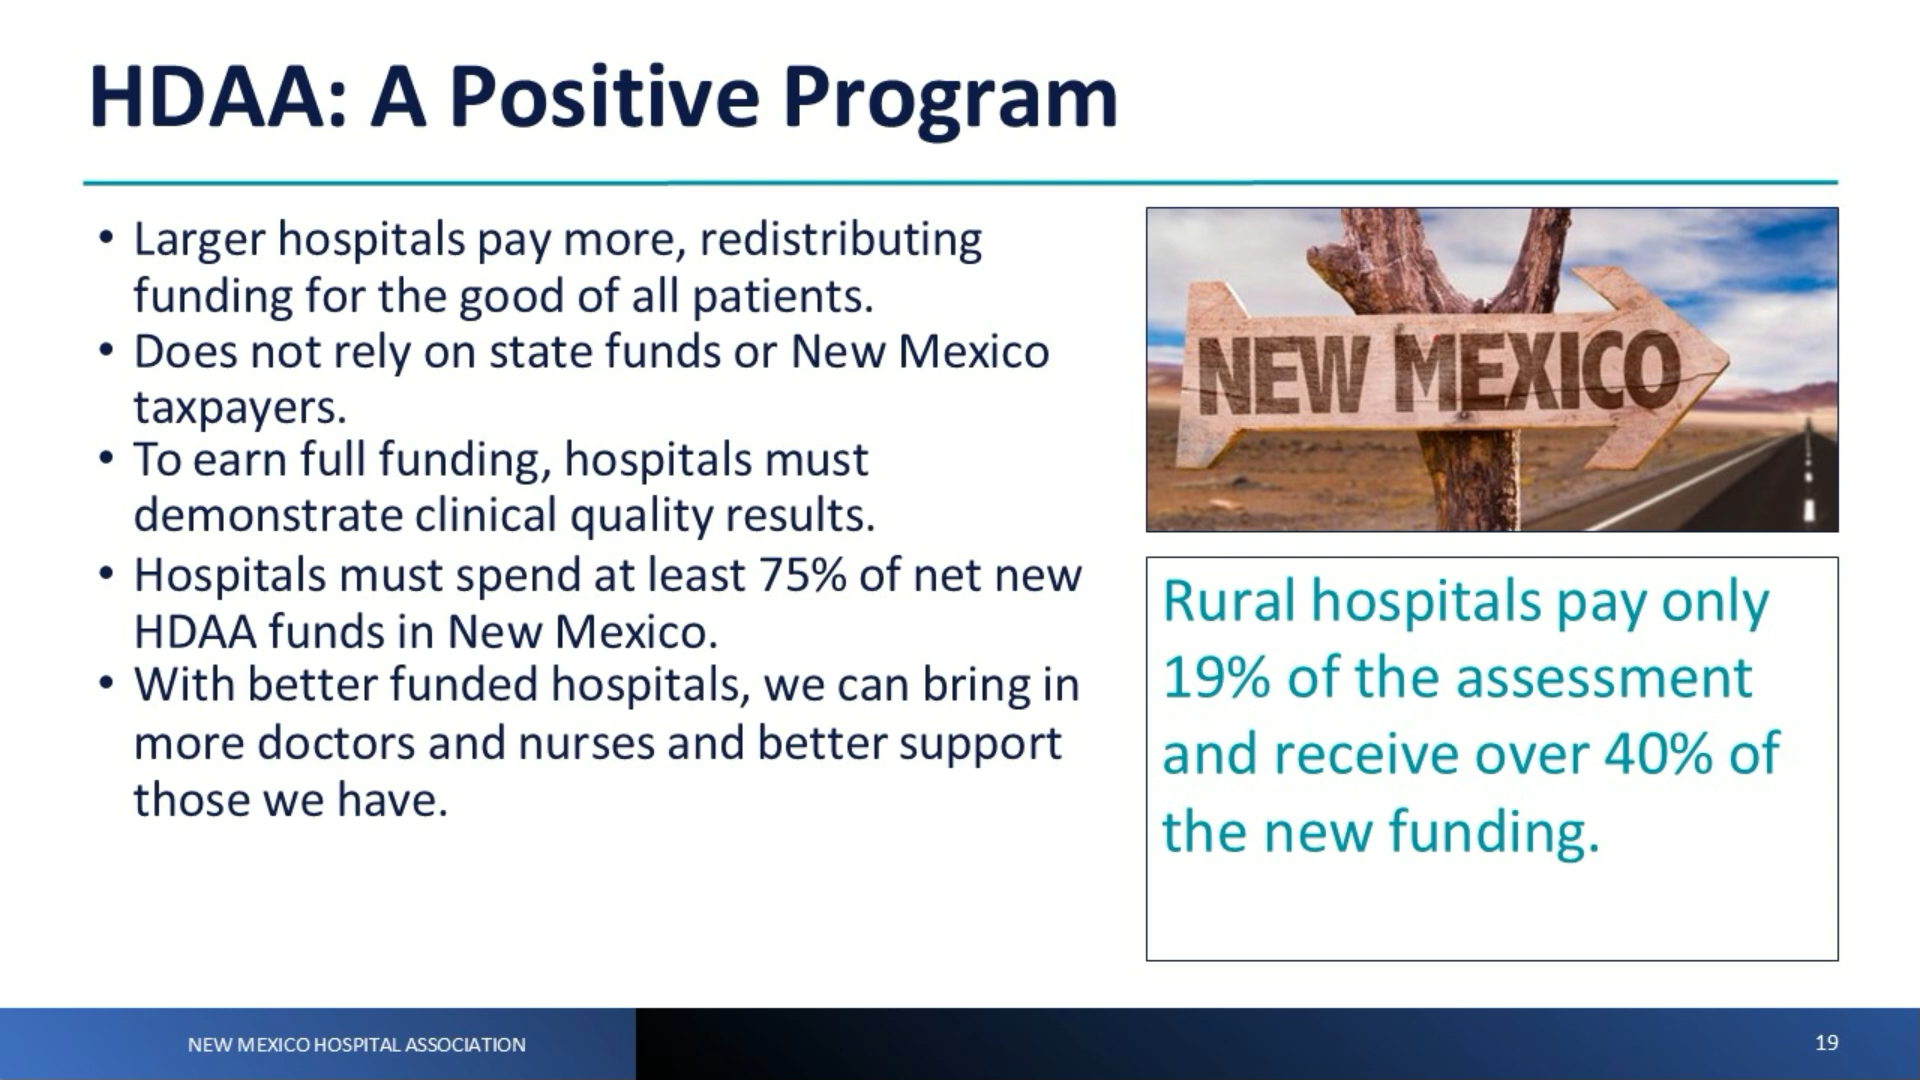 HDAA: A Positive Program
• Larger hospitals pay more, redistributing
funding for the good of all patients.
• Does not rely on state funds or New Mexico
taxpayers.
• To earn full funding, hospitals must
demonstrate clinical quality results.
• Hospitals must spend at least 75% of net new
HDAA funds in New Mexico.
• With better funded hospitals, we can bring in
more doctors and nurses and better support
those we have.
NEW MEXICO
Rural hospitals pay only
19% of the assessment
and receive over 40% of
the new funding.
NEW MEXICO HOSPITAL ASSOCIATION
19